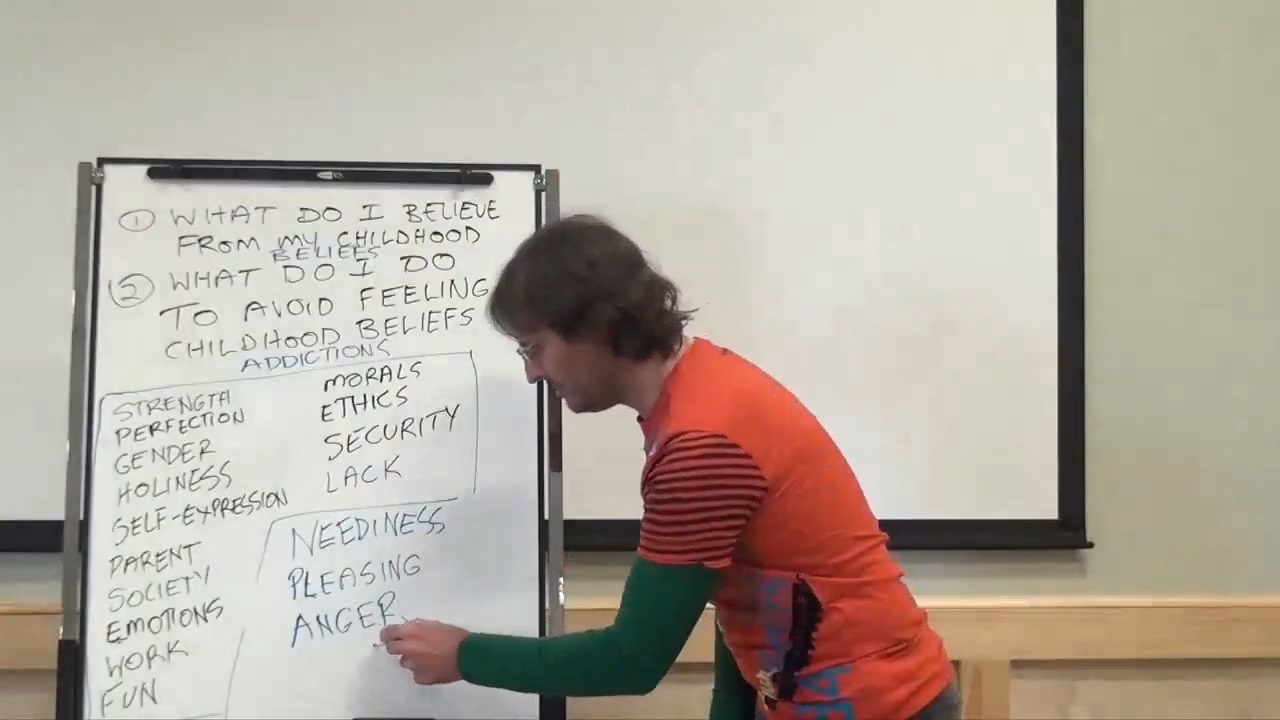 ① WHAT DO I BELIEVE
FROM MY CHILDHOOD
BELIEFS
② WHAT DO I DO
TO AVOID FEELING
CHILDHOOD BELIEFS
ADDICTIONS
STRENGTH
PERFECTION
GENDER
HOLINESS
SELF-EXPRESSION
PARENT
SOCIETY
EMOTIONS
WORK
FUN
MORALS
ETHICS
SECURITY
LACK
NEEDINESS
PLEASING
ANGER